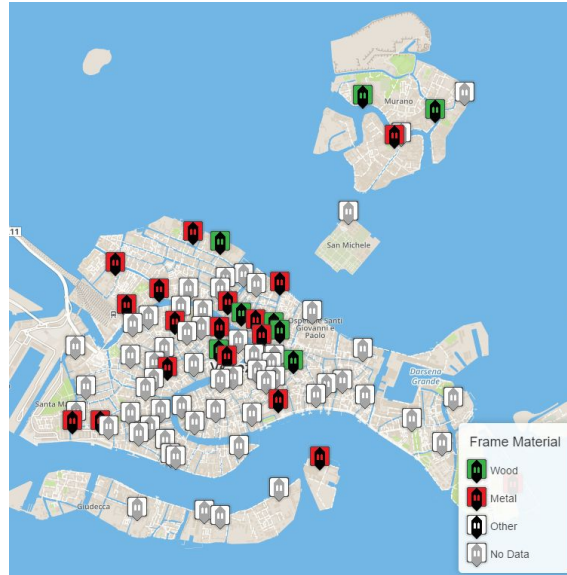 Murano
11
San Michele
Ospedale Santi
Giovanni e
Paolo
Darsena
Grande
Santa Ma
Giudecca
Frame Material
Wood
Metal
Other
No Data